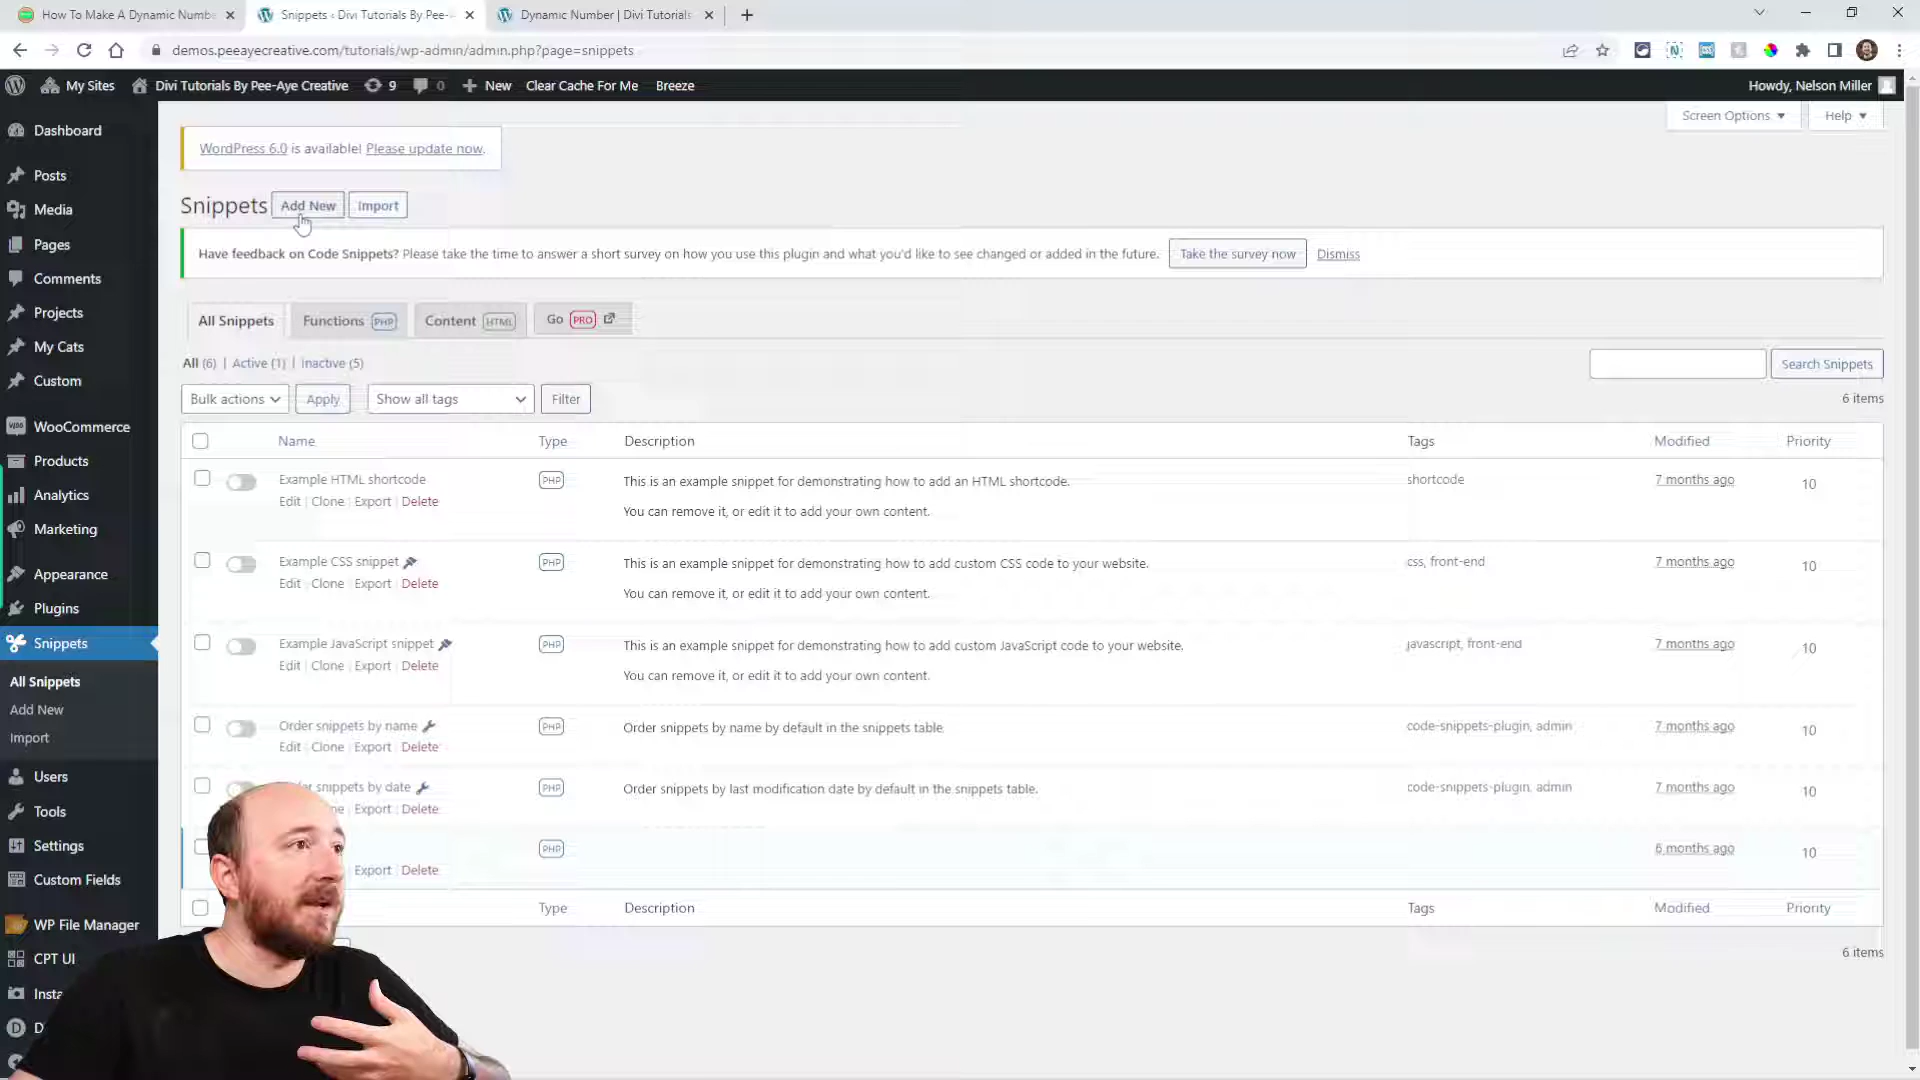 How To Make A Dynamic Numbe
Snippets ‹ Divi Tutorials By Pee-A
Dynamic Number | Divi Tutorials
demos.peeayecreative.com/tutorials/wp-admin/admin.php?page=snippets
My Sites
Divi Tutorials By Pee-Aye Creative
9
0
New
Clear Cache For Me
Breeze
Howdy, Nelson Miller
Screen Options
Help
Dashboard
Posts
Media
Pages
Comments
Projects
My Cats
Custom
WooCommerce
Products
Analytics
Marketing
Appearance
Plugins
Snippets
All Snippets
Add New
Import
Users
Tools
Settings
Custom Fields
WP File Manager
CPT UI
Insta
D
WordPress 6.0 is available! Please update now.
Snippets Add New Import
Have feedback on Code Snippets? Please take the time to answer a short survey on how you use this plugin and what you'd like to see changed or added in the future. Take the survey now Dismiss
All Snippets Functions PHP Content HTML Go PRO
All (6) | Active (1) | Inactive (5)
Search Snippets
Bulk actions Apply Show all tags Filter
6 items
Name Type Description Tags Modified Priority
Example HTML shortcode PHP This is an example snippet for demonstrating how to add an HTML shortcode. shortcode 7 months ago 10
Edit | Clone | Export | Delete You can remove it, or edit it to add your own content.
Example CSS snippet PHP This is an example snippet for demonstrating how to add custom CSS code to your website. css, front-end 7 months ago 10
Edit | Clone | Export | Delete You can remove it, or edit it to add your own content.
Example JavaScript snippet PHP This is an example snippet for demonstrating how to add custom JavaScript code to your website. javascript, front-end 7 months ago 10
Edit | Clone | Export | Delete You can remove it, or edit it to add your own content.
Order snippets by name PHP Order snippets by name by default in the snippets table. code-snippets-plugin, admin 7 months ago 10
Edit | Clone | Export | Delete
snippets by date PHP Order snippets by last modification date by default in the snippets table. code-snippets-plugin, admin 7 months ago 10
Export | Delete
PHP 6 months ago 10
Export | Delete
Type Description Tags Modified Priority
6 items